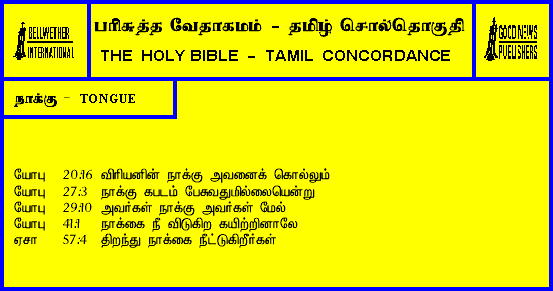 BELLWETHER
INTERNATIONAL
பரிசுத்த வேதாகமம் - தமிழ் சொல்தொகுதி
THE HOLY BIBLE - TAMIL CONCORDANCE
GOOD NEWS
PUBLISHERS
நாக்கு - TONGUE
யோபு 20:16 விரியனின் நாக்கு அவனைக் கொல்லும்
யோபு 27:3 நாக்கு கபடம் பேசுவதுமில்லையென்று
யோபு 29:10 அவர்கள் நாக்கு அவர்கள் மேல்
யோபு 41:1 நாக்கை நீ விடுகிற கயிற்றினாலே
ஏசா 57:4 திறந்து நாக்கை நீட்டுகிறீர்கள்